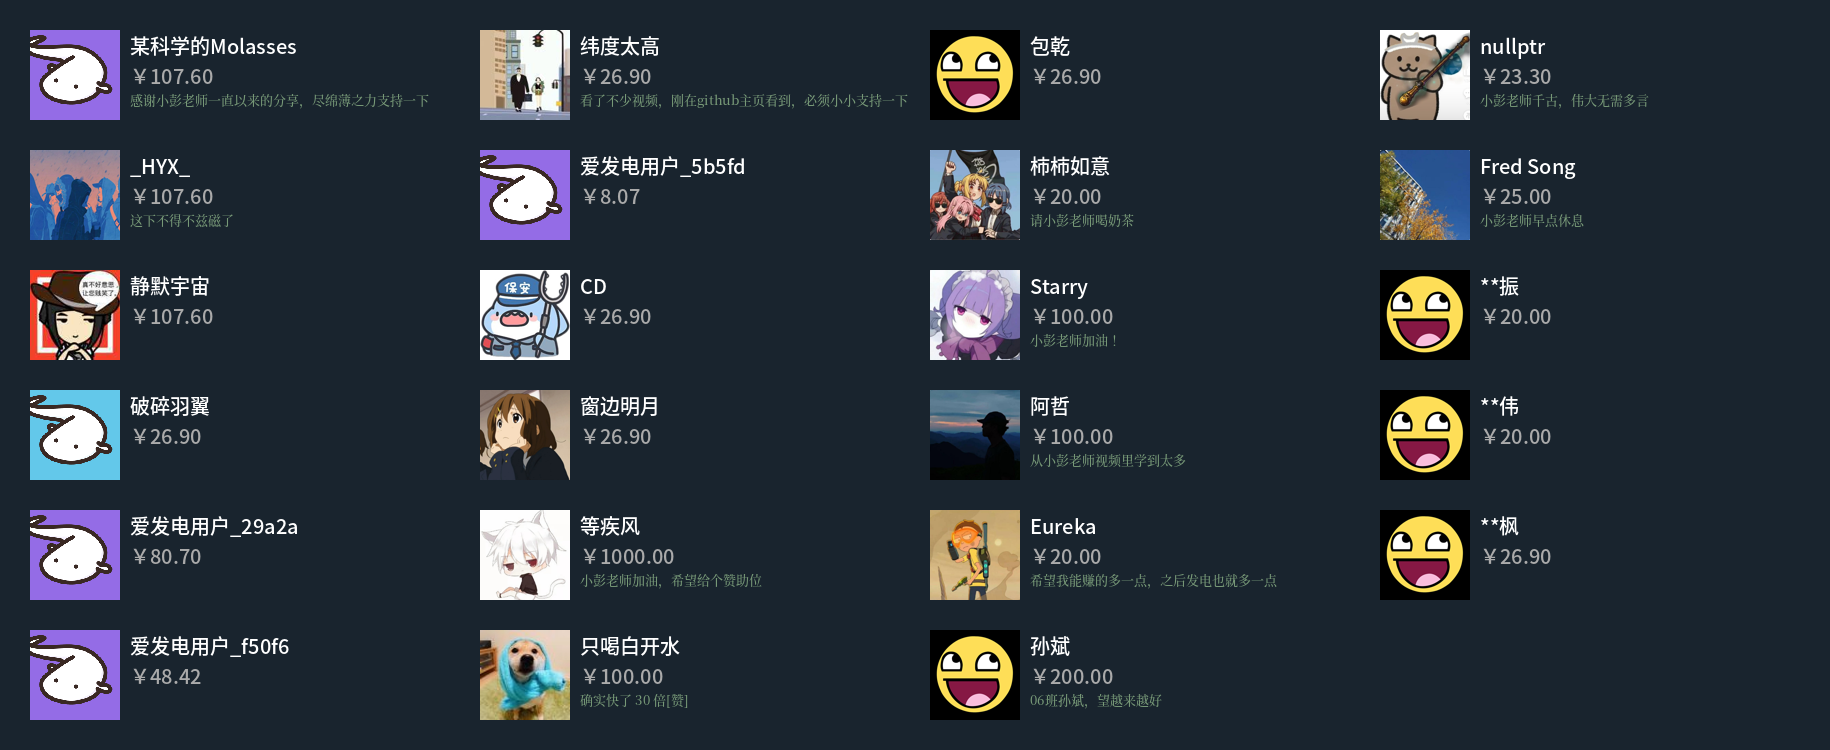 某科学的Molasses
￥107.60
感谢小彭老师一直以来的分享，尽绵薄之力支持一下
纬度太高
￥26.90
看了不少视频，刚在github主页看到，必须小小支持一下
包乾
￥26.90
nullptr
￥23.30
小彭老师千古，伟大无需多言
_HYX_
￥107.60
这下不得不兹磁了
爱发电用户_5b5fd
￥8.07
柿柿如意
￥20.00
请小彭老师喝奶茶
Fred Song
￥25.00
小彭老师早点休息
真不好意思
让您贱笑了
静默宇宙
￥107.60
保安
CD
￥26.90
Starry
￥100.00
小彭老师加油！
**振
￥20.00
破碎羽翼
￥26.90
窗边明月
￥26.90
阿哲
￥100.00
从小彭老师视频里学到太多
**伟
￥20.00
爱发电用户_29a2a
￥80.70
等疾风
￥1000.00
小彭老师加油，希望给个赞助位
Eureka
￥20.00
希望我能赚的多一点，之后发电也就多一点
**枫
￥26.90
爱发电用户_f50f6
￥48.42
只喝白开水
￥100.00
确实快了 30 倍[赞]
孙斌
￥200.00
06班孙斌，望越来越好